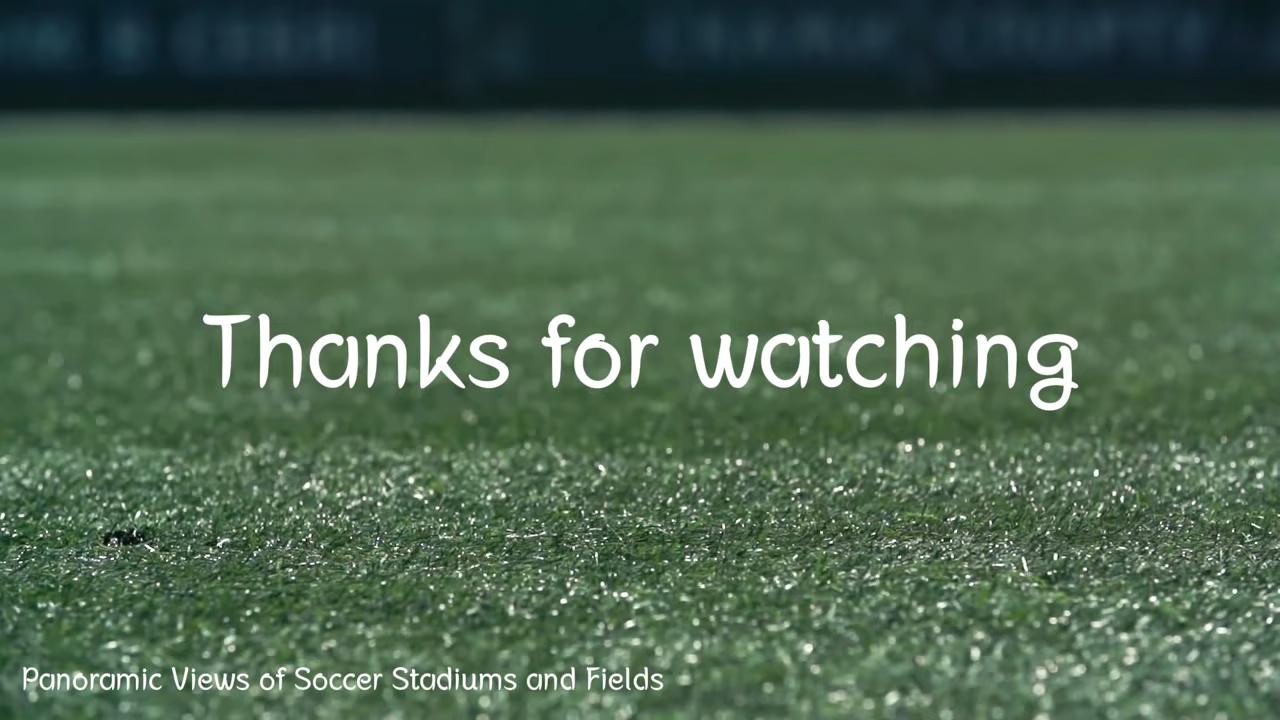 Thanks for watching
Panoramic Views of Soccer Stadiums and Fields